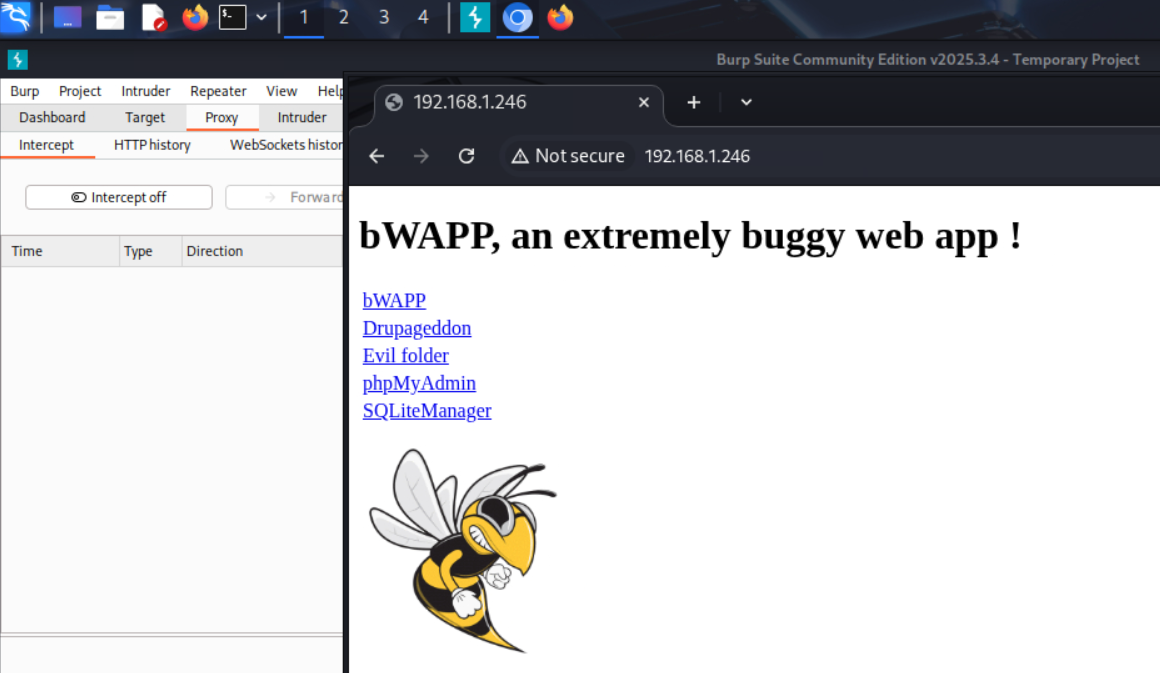 1 2 3 4
Burp Suite Community Edition v2025.3.4 - Temporary Project
Burp Project Intruder Repeater View Help
Dashboard Target Proxy Intruder
Intercept HTTP history WebSockets histor
Intercept off Forward
Time Type Direction
192.168.1.246
Not secure 192.168.1.246
bWAPP, an extremely buggy web app !
bWAPP
Drupageddon
Evil folder
phpMyAdmin
SQLiteManager